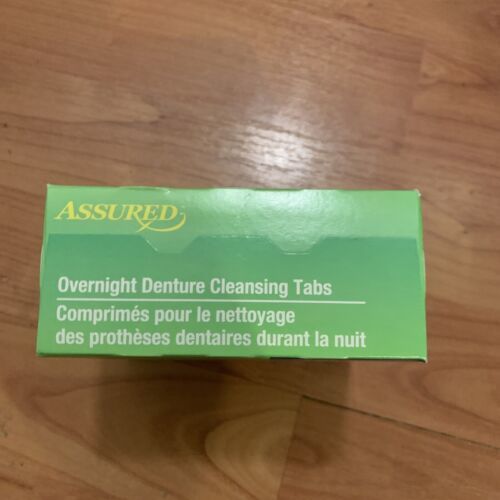 ASSURED
Overnight Denture Cleansing Tabs
Comprimés pour le nettoyage
des prothèses dentaires durant la nuit